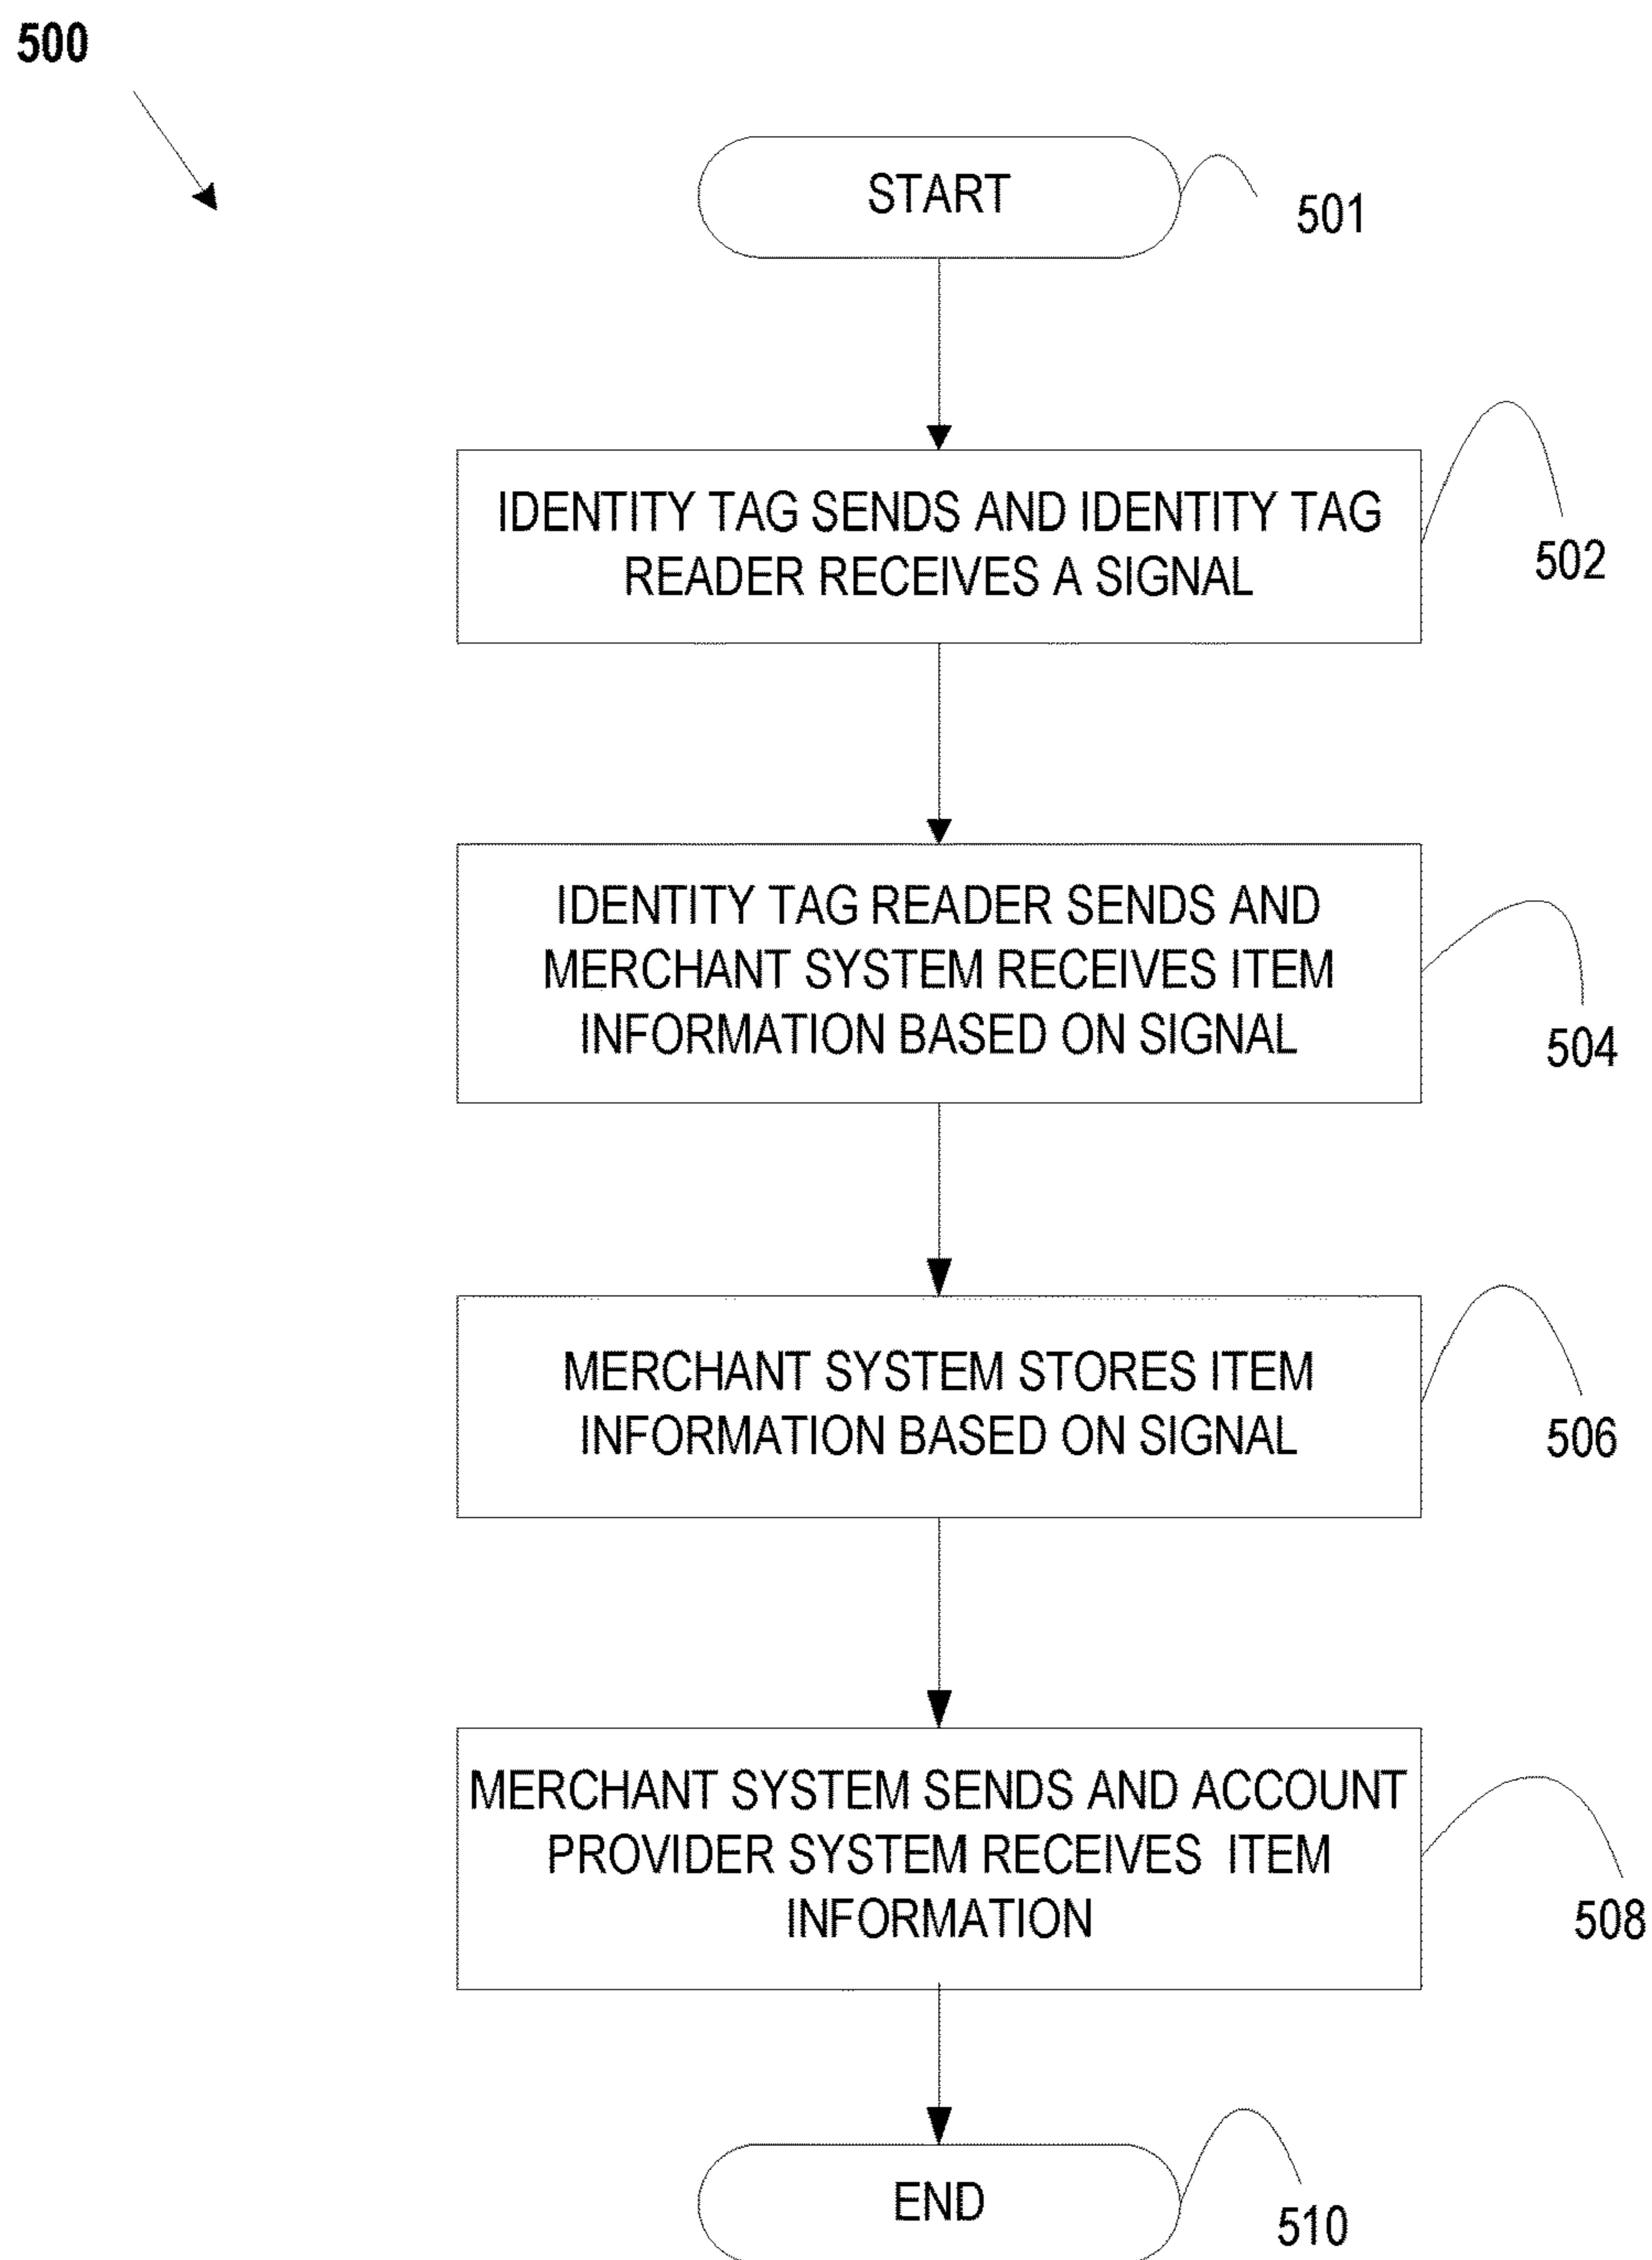 500
START
501
IDENTITY TAG SENDS AND IDENTITY TAG
READER RECEIVES A SIGNAL
502
IDENTITY TAG READER SENDS AND
MERCHANT SYSTEM RECEIVES ITEM
INFORMATION BASED ON SIGNAL
504
MERCHANT SYSTEM STORES ITEM
INFORMATION BASED ON SIGNAL
506
MERCHANT SYSTEM SENDS AND ACCOUNT
PROVIDER SYSTEM RECEIVES ITEM
INFORMATION
508
END
510